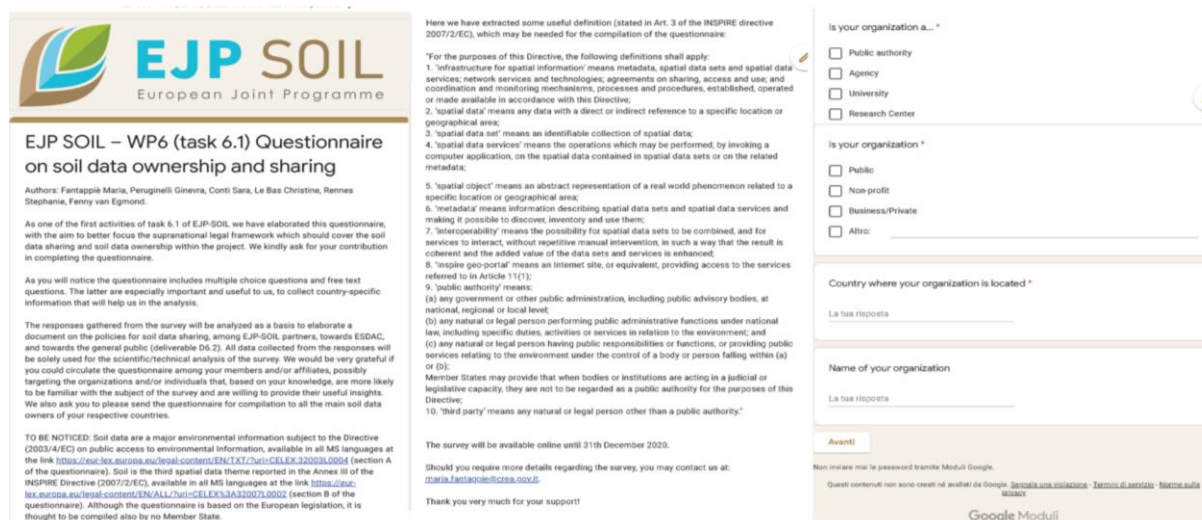 EJP SOIL
European Joint Programme
EJP SOIL – WP6 (task 6.1) Questionnaire
on soil data ownership and sharing
Authors: Fantappiè Maria, Peruginelli Ginevra, Conti Sara, Le Bas Christine, Rennes
Stephanie, Fenny van Egmond.
As one of the first activities of task 6.1 of EJP-SOIL we have elaborated this questionnaire,
with the aim to better focus the supranational legal framework which should cover the soil
data sharing and soil data ownership within the project. We kindly ask for your contribution
in completing the questionnaire.
As you will notice the questionnaire includes multiple choice questions and free text
questions. The latter are especially important and useful to us, to collect country-specific
information that will help us in the analysis.
The responses gathered from the survey will be analyzed as a basis to elaborate a
document on the policies for soil data sharing, among EJP-SOIL partners, towards ESDAC,
and towards the general public (deliverable D6.2). All data collected from the responses will
be solely used for the scientific/technical analysis of the survey. We would be very grateful if
you could circulate the questionnaire among your members and/or affiliates, possibly
targeting the organizations and/or individuals that, based on your knowledge, are more likely
to be familiar with the subject of the survey and are willing to provide their useful insights.
We also ask you to please send the questionnaire for compilation to all the main soil data
owners of your respective countries.
TO BE NOTICED: Soil data are a major environmental information subject to the Directive
(2003/4/EC) on public access to environmental Information, available in all MS languages at
the link https://eur-lex.europa.eu/legal-content/EN/TXT/?uri=CELEX:32003L0004 (section A
of the questionnaire). Soil is the third spatial data theme reported in the Annex III of the
INSPIRE Directive (2007/2/EC), available in all MS languages at the link https://eur-
lex.europa.eu/legal-content/EN/ALL/?uri=CELEX%3A32007L0002 (section B of the
questionnaire). Although the questionnaire is based on the European legislation, it is
thought to be compiled also by no Member State.
Here we have extracted some useful definition (stated in Art. 3 of the INSPIRE directive
2007/2/EC), which may be needed for the compilation of the questionnaire:
"For the purposes of this Directive, the following definitions shall apply:
1. 'infrastructure for spatial information' means metadata, spatial data sets and spatial data
services; network services and technologies; agreements on sharing, access and use; and
coordination and monitoring mechanisms, processes and procedures, established, operated
or made available in accordance with this Directive;
2. 'spatial data' means any data with a direct or indirect reference to a specific location or
geographical area;
3. 'spatial data set' means an identifiable collection of spatial data;
4. 'spatial data services' means the operations which may be performed, by invoking a
computer application, on the spatial data contained in spatial data sets or on the related
metadata;
5. 'spatial object' means an abstract representation of a real world phenomenon related to a
specific location or geographical area;
6. 'metadata' means information describing spatial data sets and spatial data services and
making it possible to discover, inventory and use them;
7. 'interoperability' means the possibility for spatial data sets to be combined, and for
services to interact, without repetitive manual intervention, in such a way that the result is
coherent and the added value of the data sets and services is enhanced;
8. 'inspire geo-portal' means an Internet site, or equivalent, providing access to the services
referred to in Article 11(1);
9. 'public authority' means:
(a) any government or other public administration, including public advisory bodies, at
national, regional or local level;
(b) any natural or legal person performing public administrative functions under national
law, including specific duties, activities or services in relation to the environment; and
(c) any natural or legal person having public responsibilities or functions, or providing public
services relating to the environment under the control of a body or person falling within (a)
or (b);
Member States may provide that when bodies or institutions are acting in a judicial or
legislative capacity, they are not to be regarded as a public authority for the purposes of this
Directive;
10. 'third party' means any natural or legal person other than a public authority."
The survey will be available online until 31th December 2020.
Should you require more details regarding the survey, you may contact us at:
maria.fantappie@crea.gov.it.
Thank you very much for your support!
Is your organization a... *
Public authority
Agency
University
Research Center
Is your organization *
Public
Non-profit
Business/Private
Altro:
Country where your organization is located *
La tua risposta
Name of your organization
La tua risposta
Avanti
Non inviare mai le password tramite Moduli Google.
Questi contenuti non sono creati né avallati da Google. Segnala una violazione - Termini di servizio - Norme sulla
privacy
Google Moduli